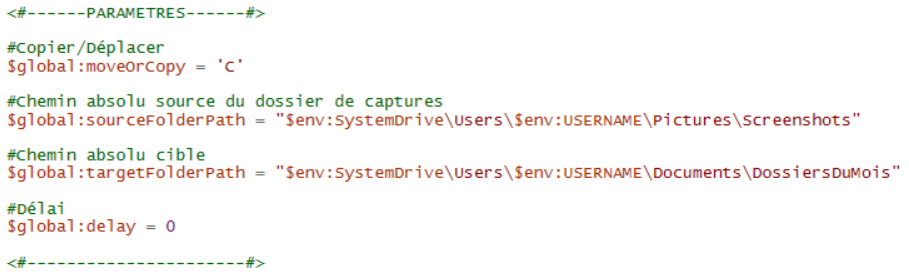 <#------PARAMETRES------#>
#Copier/Déplacer
$global:moveOrCopy = 'C'
#Chemin absolu source du dossier de captures
$global:sourceFolderPath = "$env:SystemDrive\Users\$env:USERNAME\Pictures\Screenshots"
#Chemin absolu cible
$global:targetFolderPath = "$env:SystemDrive\Users\$env:USERNAME\Documents\DossiersDuMois"
#Délai
$global:delay = 0
<#----------------------#>